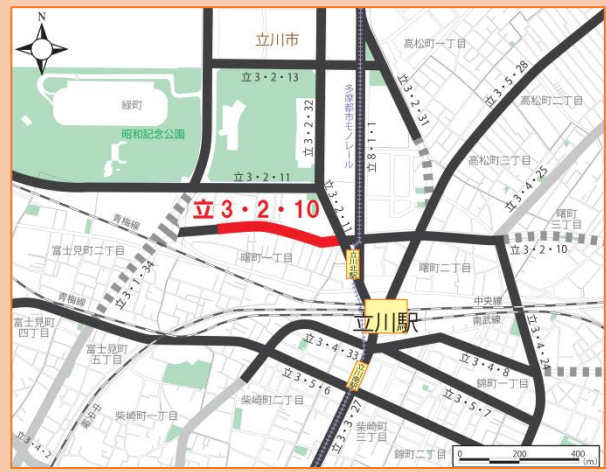 N
立川市
高松町一丁目
立3・2・13
緑町
立3・2・32
多摩都市モノレール
立8・1・1
立3・2・31
立3・5・28
高松町二丁目
昭和記念公園
高松町三丁目
立3・4・25
立3・2・11
立3・2・10
立3・2・11
曙町
三丁目
青梅線
富士見町二丁目
立3・1・34
曙町一丁目
立川北駅
曙町二丁目
立3・2・10
中央線
立川駅
南武線
青梅線
富士見町
四丁目
富士見町
五丁目
立3・4・33
立川南駅
立3・4・8
立3・4・24
錦町一丁目
立3・5・6
立3・5・7
柴崎町一丁目
柴崎町二丁目
立3・3・27
柴崎町
三丁目
錦町二丁目
立3・4・2
0 200 400
(m)